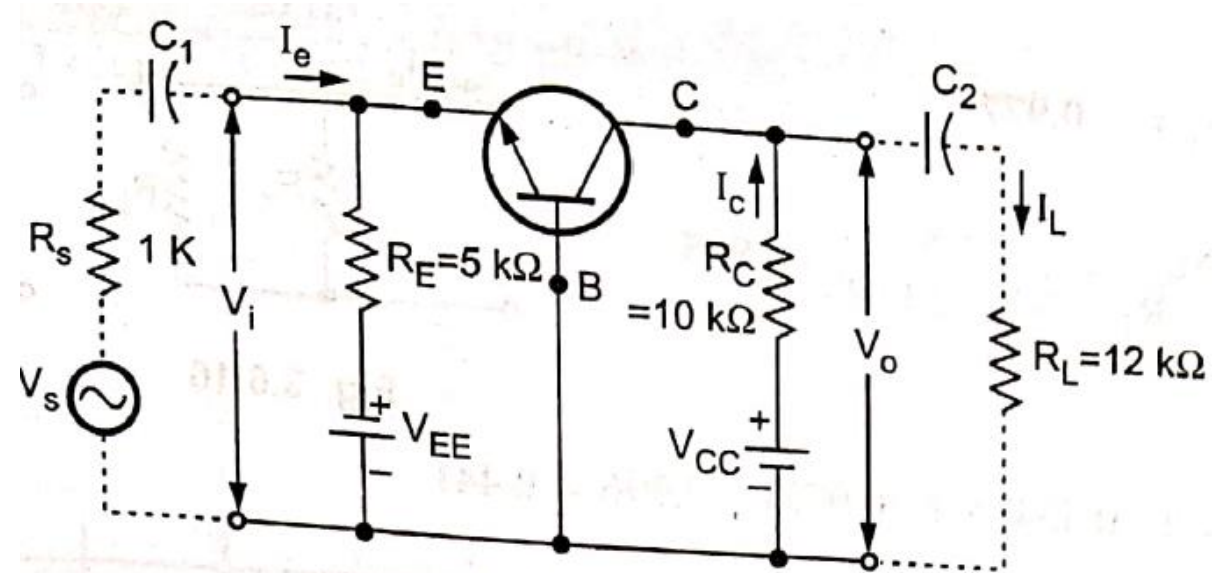 C1
Ie
E
C
C2
Ic
IL
Rs
1 K
Vi
RE=5 kΩ
B
RC
=10 kΩ
Vo
RL=12 kΩ
Vs
+
VEE
−
+
VCC
−